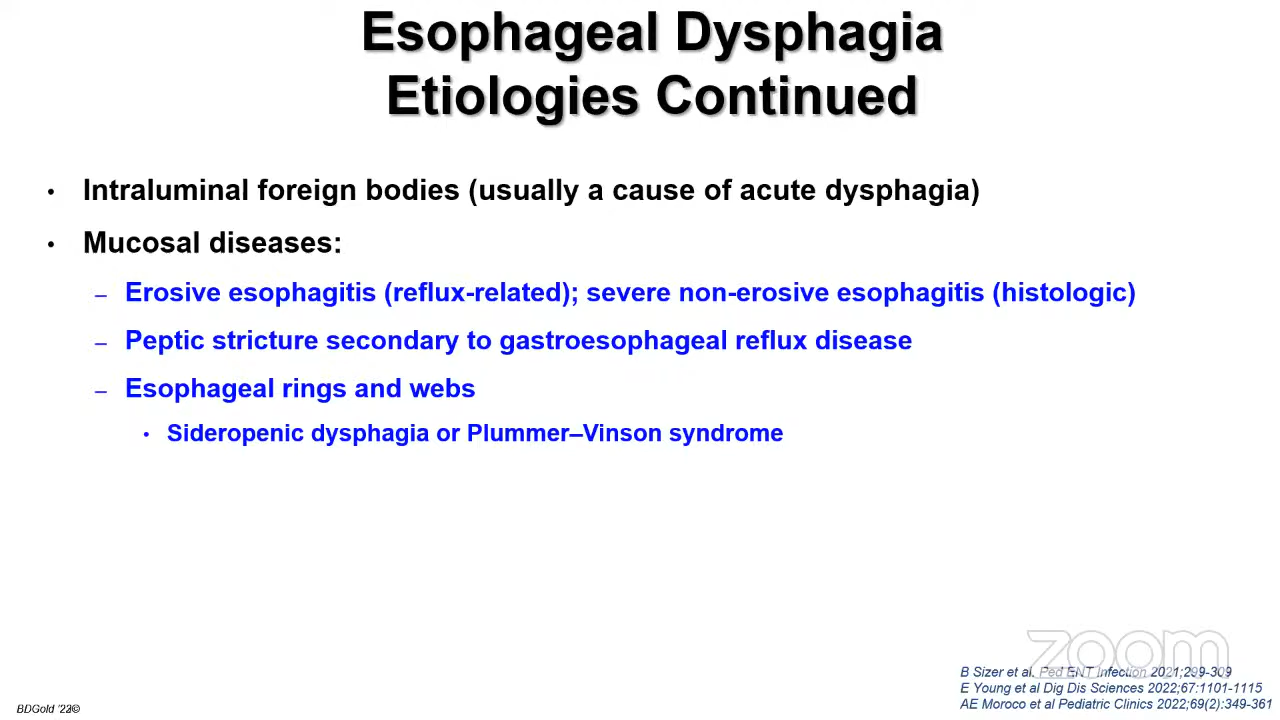 Esophageal Dysphagia
Etiologies Continued
• Intraluminal foreign bodies (usually a cause of acute dysphagia)
• Mucosal diseases:
– Erosive esophagitis (reflux-related); severe non-erosive esophagitis (histologic)
– Peptic stricture secondary to gastroesophageal reflux disease
– Esophageal rings and webs
• Sideropenic dysphagia or Plummer–Vinson syndrome
zoom
B Sizer et al. Ped ENT Infection 2021;299-309
E Young et al Dig Dis Sciences 2022;67:1101-1115
AE Moroco et al Pediatric Clinics 2022;69(2):349-361
BDGold